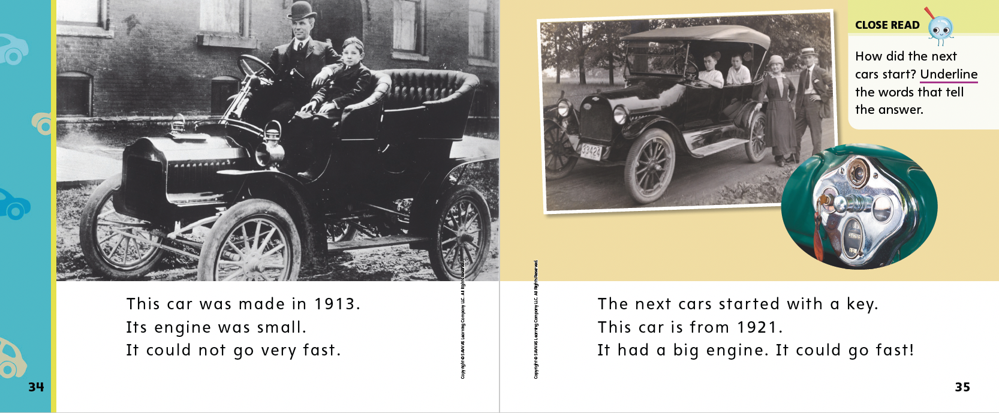 This car was made in 1913.
Its engine was small.
It could not go very fast.
Copyright © SAVVAS Learning Company LLC. All Rights Reserved.
34
CLOSE READ
How did the next
cars start? Underline
the words that tell
the answer.
33424
The next cars started with a key.
This car is from 1921.
It had a big engine. It could go fast!
Copyright © SAVVAS Learning Company LLC. All Rights Reserved.
35